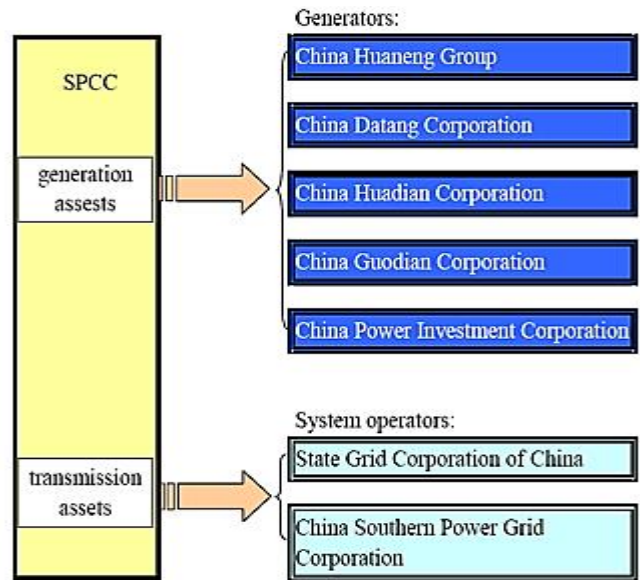 SPCC
generation
assests
transmission
assets
Generators:
China Huaneng Group
China Datang Corporation
China Huadian Corporation
China Guodian Corporation
China Power Investment Corporation
System operators:
State Grid Corporation of China
China Southern Power Grid
Corporation